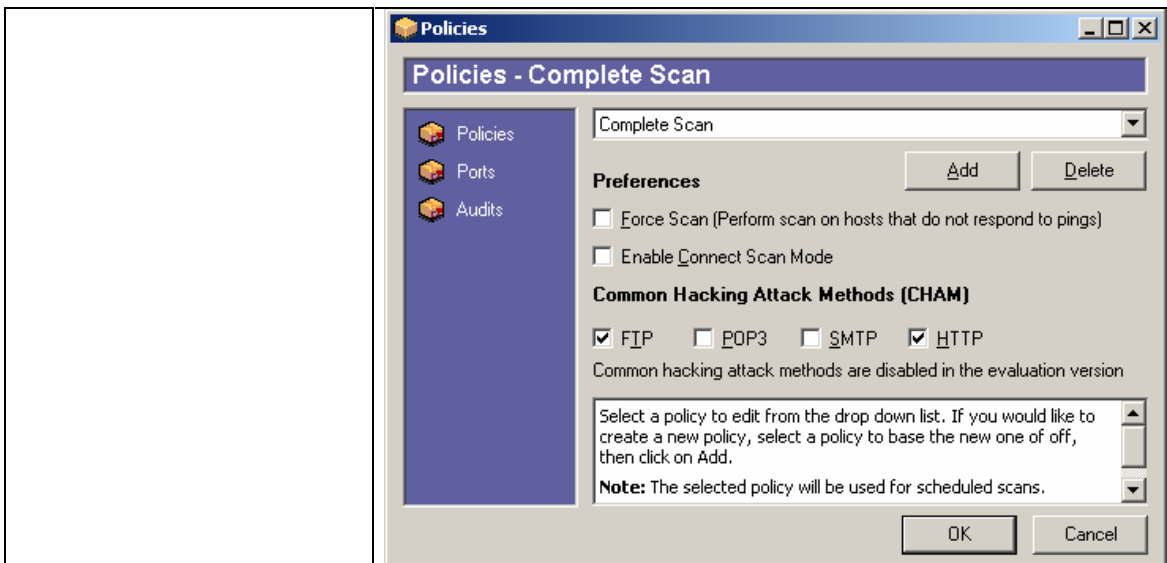 Policies
Policies - Complete Scan
Policies
Ports
Audits
Complete Scan
Add Delete
Preferences
Force Scan (Perform scan on hosts that do not respond to pings)
Enable Connect Scan Mode
Common Hacking Attack Methods (CHAM)
FTP POP3 SMTP HTTP
Common hacking attack methods are disabled in the evaluation version
Select a policy to edit from the drop down list. If you would like to
create a new policy, select a policy to base the new one of off,
then click on Add.
Note: The selected policy will be used for scheduled scans.
OK Cancel